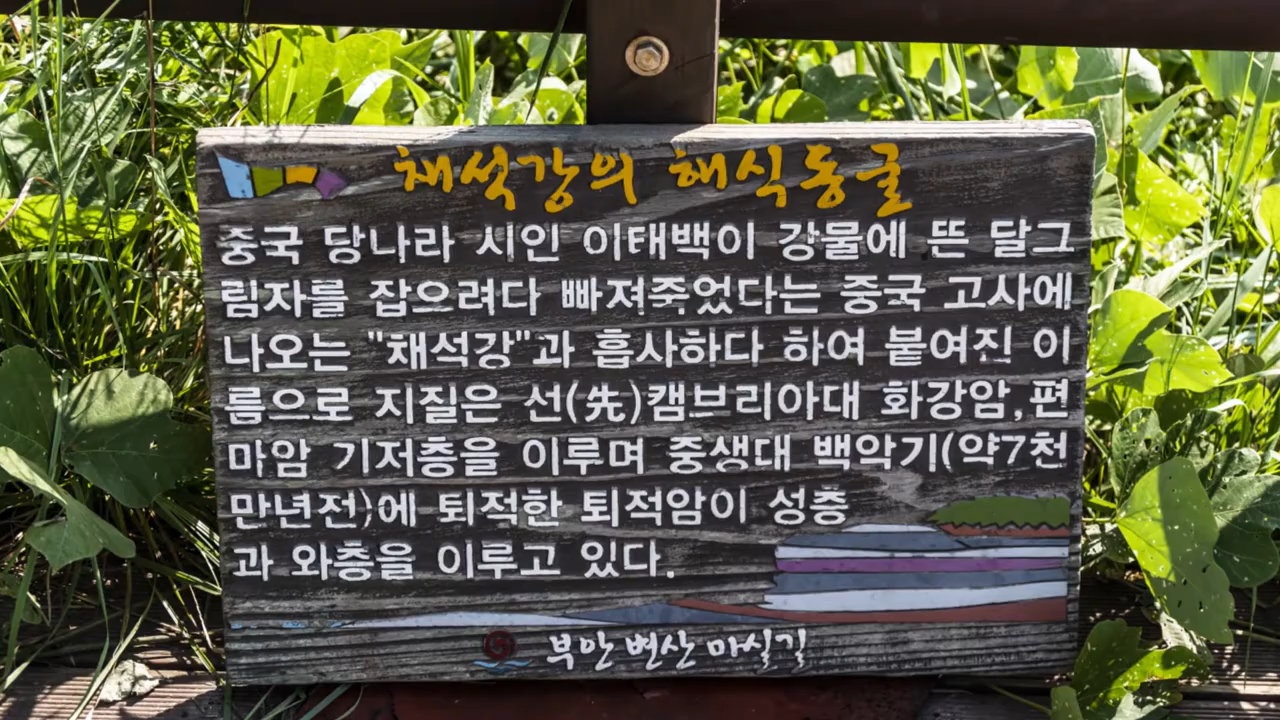 채석강의 해식동굴
중국 당나라 시인 이태백이 강물에 뜬 달그
림자를 잡으려다 빠져죽었다는 중국 고사에
나오는 "채석강"과 흡사하다 하여 붙여진 이
름으로 지질은 선(先)캠브리아대 화강암,편
마암 기저층을 이루며 중생대 백악기(약7천
만년전)에 퇴적한 퇴적암이 성층
과 와층을 이루고 있다.
부안 변산 마실길